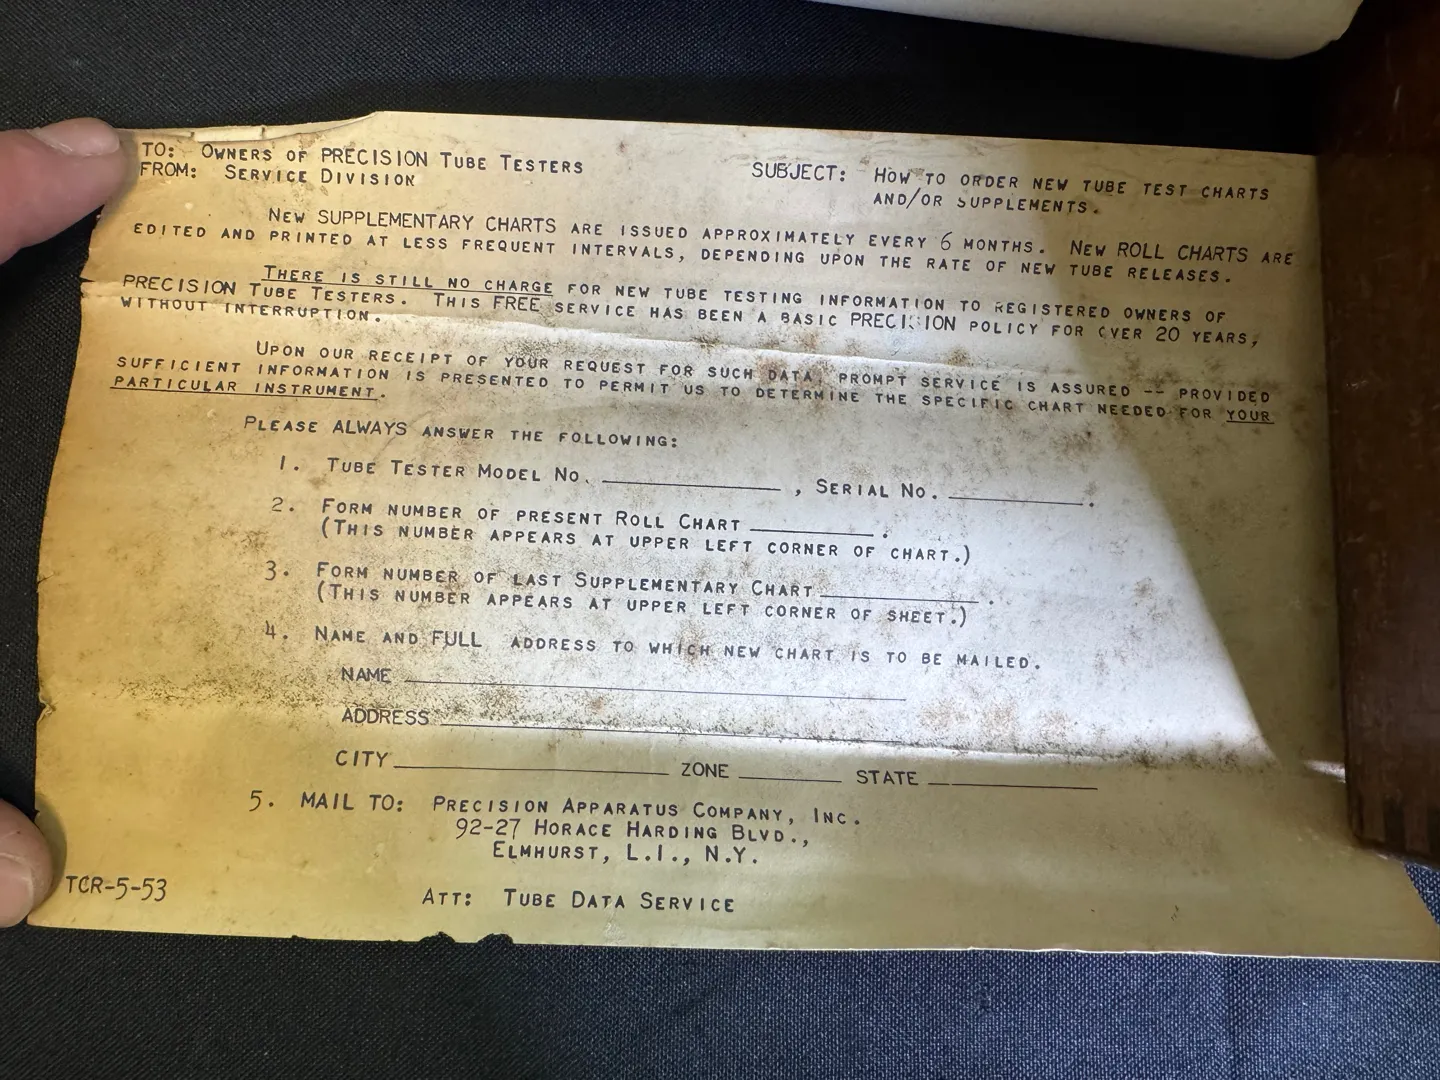 TO: OWNERS OF PRECISION TUBE TESTERS
FROM: SERVICE DIVISION
SUBJECT: HOW TO ORDER NEW TUBE TEST CHARTS
AND/OR SUPPLEMENTS.
NEW SUPPLEMENTARY CHARTS ARE ISSUED APPROXIMATELY EVERY 6 MONTHS. NEW ROLL CHARTS ARE
EDITED AND PRINTED AT LESS FREQUENT INTERVALS, DEPENDING UPON THE RATE OF NEW TUBE RELEASES.
THERE IS STILL NO CHARGE FOR NEW TUBE TESTING INFORMATION TO REGISTERED OWNERS OF
PRECISION TUBE TESTERS. THIS FREE SERVICE HAS BEEN A BASIC PRECISION POLICY FOR OVER 20 YEARS,
WITHOUT INTERRUPTION.
UPON OUR RECEIPT OF YOUR REQUEST FOR SUCH DATA, PROMPT SERVICE IS ASSURED -- PROVIDED
SUFFICIENT INFORMATION IS PRESENTED TO PERMIT US TO DETERMINE THE SPECIFIC CHART NEEDED FOR YOUR
PARTICULAR INSTRUMENT.
PLEASE ALWAYS ANSWER THE FOLLOWING:
1. TUBE TESTER MODEL NO. ____________, SERIAL NO. __________.
2. FORM NUMBER OF PRESENT ROLL CHART __________.
(THIS NUMBER APPEARS AT UPPER LEFT CORNER OF CHART.)
3. FORM NUMBER OF LAST SUPPLEMENTARY CHART ____________.
(THIS NUMBER APPEARS AT UPPER LEFT CORNER OF SHEET.)
4. NAME AND FULL ADDRESS TO WHICH NEW CHART IS TO BE MAILED.
NAME ____________________
ADDRESS ____________________
CITY ____________ ZONE ______ STATE __________
5. MAIL TO: PRECISION APPARATUS COMPANY, INC.
92-27 HORACE HARDING BLVD.,
ELMHURST, L.I., N.Y.
TCR-5-53
ATT: TUBE DATA SERVICE